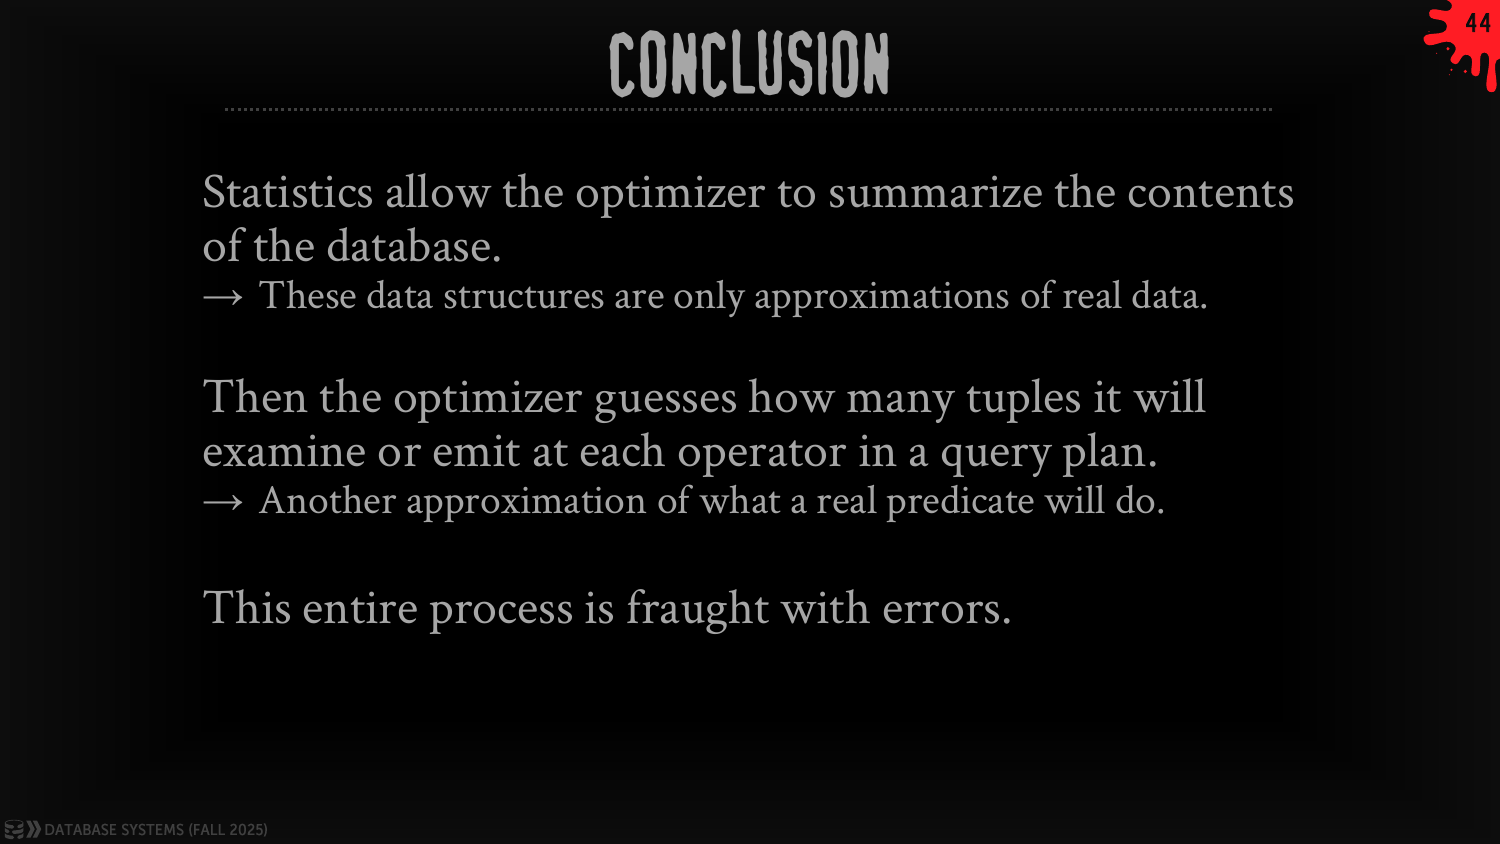 44
CONCLUSION
Statistics allow the optimizer to summarize the contents
of the database.
→ These data structures are only approximations of real data.
Then the optimizer guesses how many tuples it will
examine or emit at each operator in a query plan.
→ Another approximation of what a real predicate will do.
This entire process is fraught with errors.
DATABASE SYSTEMS (FALL 2025)